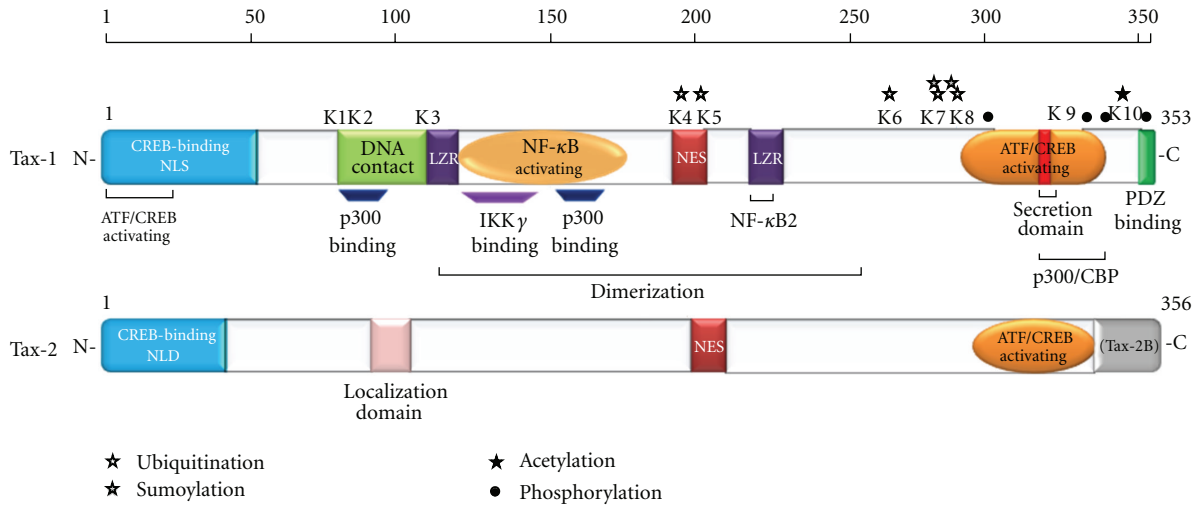 1 50 100 150 200 250 300 350
1 K1 K2 K3 K4 K5 K6 K7 K8 K 9 K10 353
Tax-1 N- CREB-binding NLS DNA contact LZR NF-κB activating NES LZR ATF/CREB activating -C
ATF/CREB activating
p300 binding
IKKγ binding
p300 binding
NF-κB2
Secretion domain
PDZ binding
p300/CBP
Dimerization
1 356
Tax-2 N- CREB-binding NLD NES ATF/CREB activating (Tax-2B) -C
Localization domain
Ubiquitination
Sumoylation
Acetylation
Phosphorylation